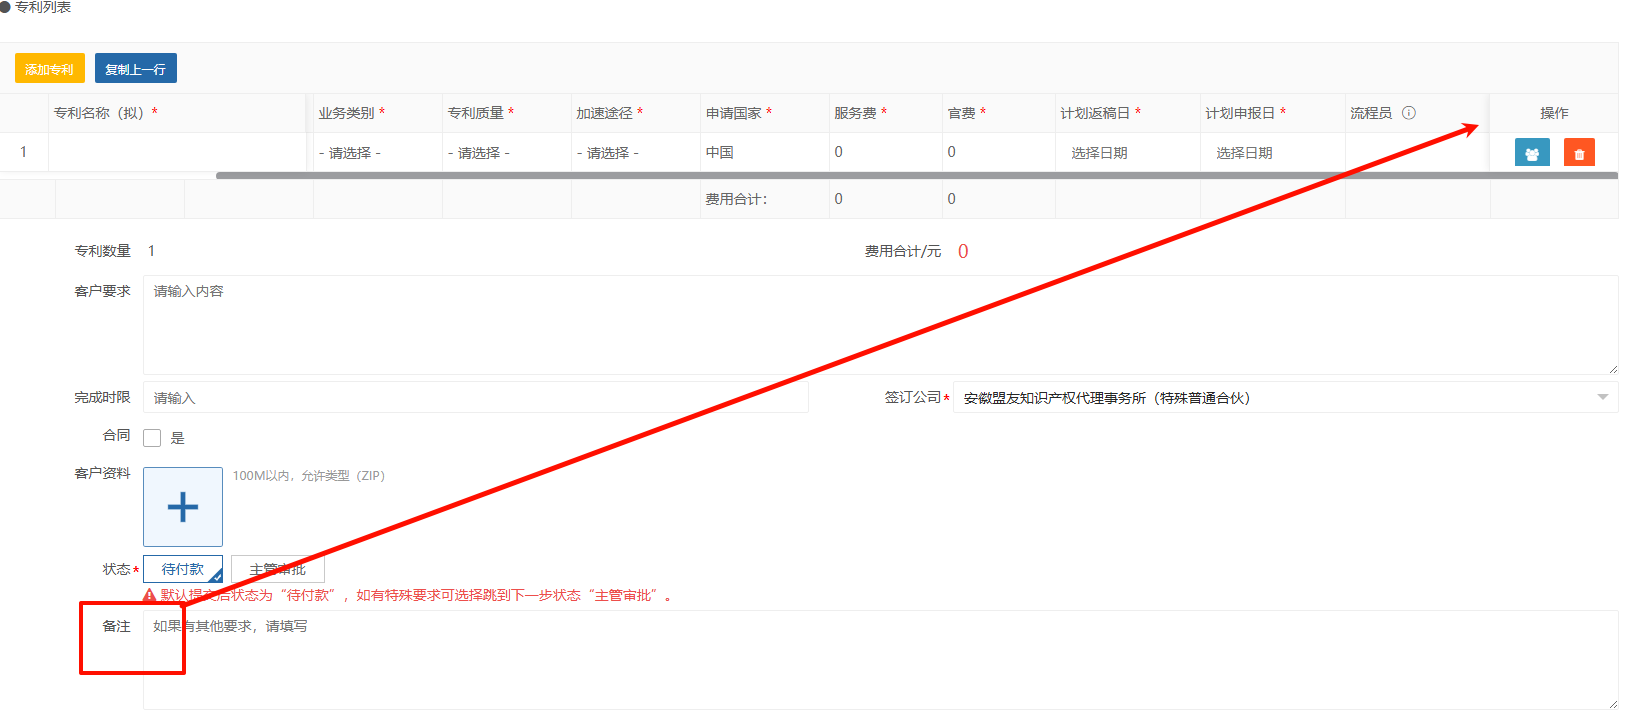 专利列表
添加专利 复制上一行
专利名称（拟）* 业务类别 * 专利质量 * 加速途径 * 申请国家 * 服务费 * 官费 * 计划返稿日 * 计划申报日 * 流程员 操作
1 - 请选择 - - 请选择 - - 请选择 - 中国 0 0 选择日期 选择日期
费用合计： 0 0
专利数量 1 费用合计/元 0
客户要求 请输入内容
完成时限 请输入 签订公司* 安徽盟友知识产权代理事务所（特殊普通合伙）
合同 是
客户资料 100M以内，允许类型（ZIP）
状态* 待付款 主管审批
默认提交后状态为“待付款”，如有特殊要求可选择跳到下一步状态“主管审批”。
备注 如果有其他要求，请填写